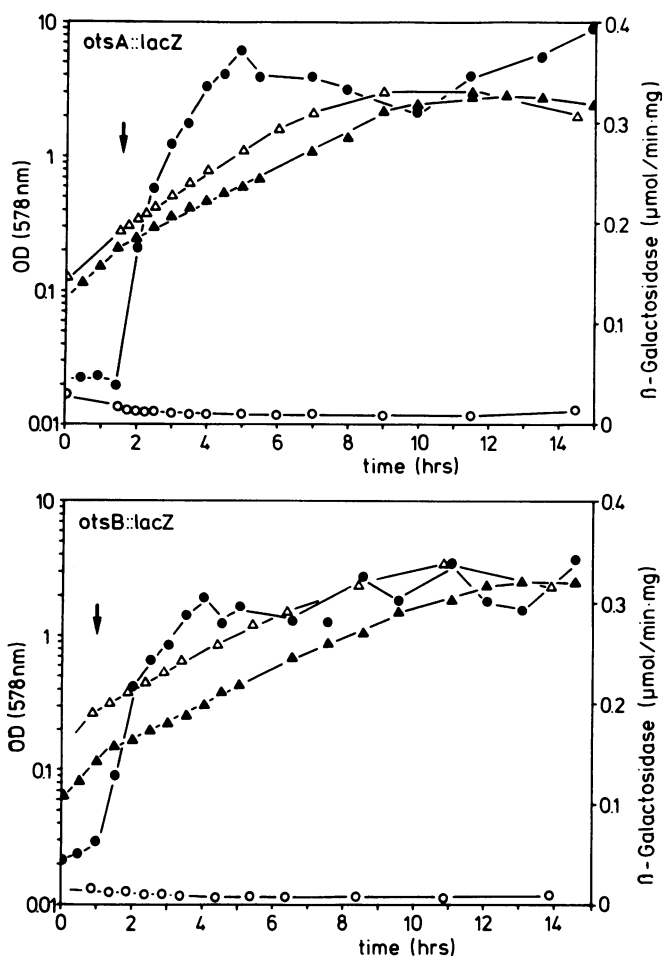 otsA::lacZ
OD (578nm)
10
1
0.1
0.01
0.4
0.3
0.2
0.1
0
ß-Galactosidase (µmol/min·mg)
0 2 4 6 8 10 12 14
time (hrs)
otsB::lacZ
OD (578nm)
10
1
0.1
0.01
0.4
0.3
0.2
0.1
0
ß-Galactosidase (µmol/min·mg)
0 2 4 6 8 10 12 14
time (hrs)